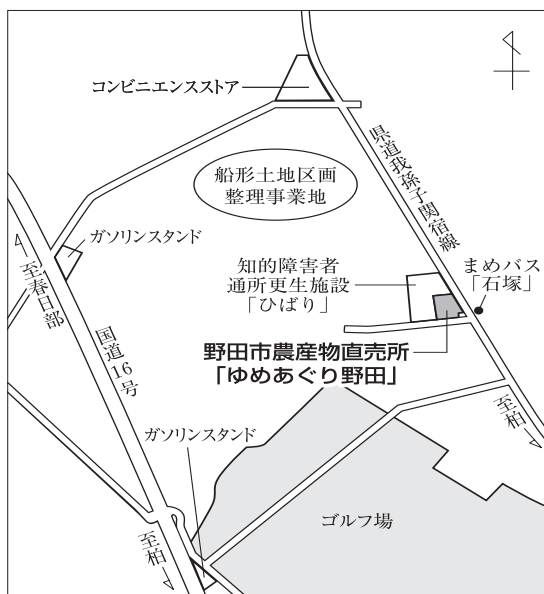 コンビニエンスストア
県道我孫子関宿線
船形土地区画
整理事業地
ガソリンスタンド
至春日部
知的障害者
通所更生施設
「ひばり」
まめバス
「石塚」
国道16号
野田市農産物直売所
「ゆめあぐり野田」
至柏
ガソリンスタンド
ゴルフ場
至柏